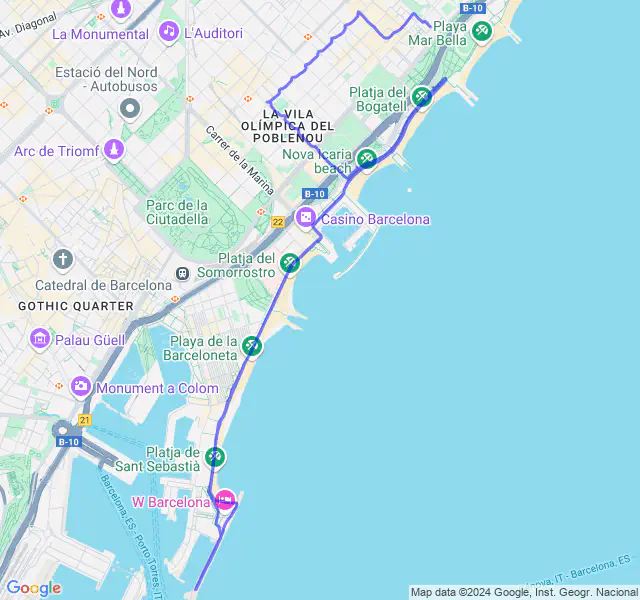 B-10
Av. Diagonal
La Monumental
L'Auditori
Playa
Mar Bella
Estació del Nord
- Autobusos
Platja del
Bogatell
LA VILA
OLÍMPICA DEL
POBLENOU
Arc de Triomf
Carrer de la Marina
Nova Icaria
beach
B-10
Parc de la
Ciutadella
22
Casino Barcelona
Platja del
Somorrostro
Catedral de Barcelona
GOTHIC QUARTER
Palau Güell
Playa de la
Barceloneta
Monument a Colom
21
B-10
Platja de
Sant Sebastià
W Barcelona
Barcelona, ES - Porto Torres, IT
IT - Barcelona, ES
Google
Map data ©2024 Google, Inst. Geogr. Nacional